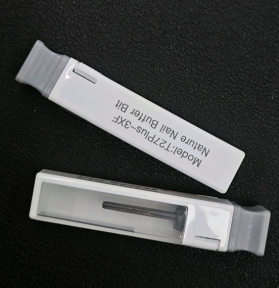 Model:T27Plus-3XF
Nature Nail Buffer Bit